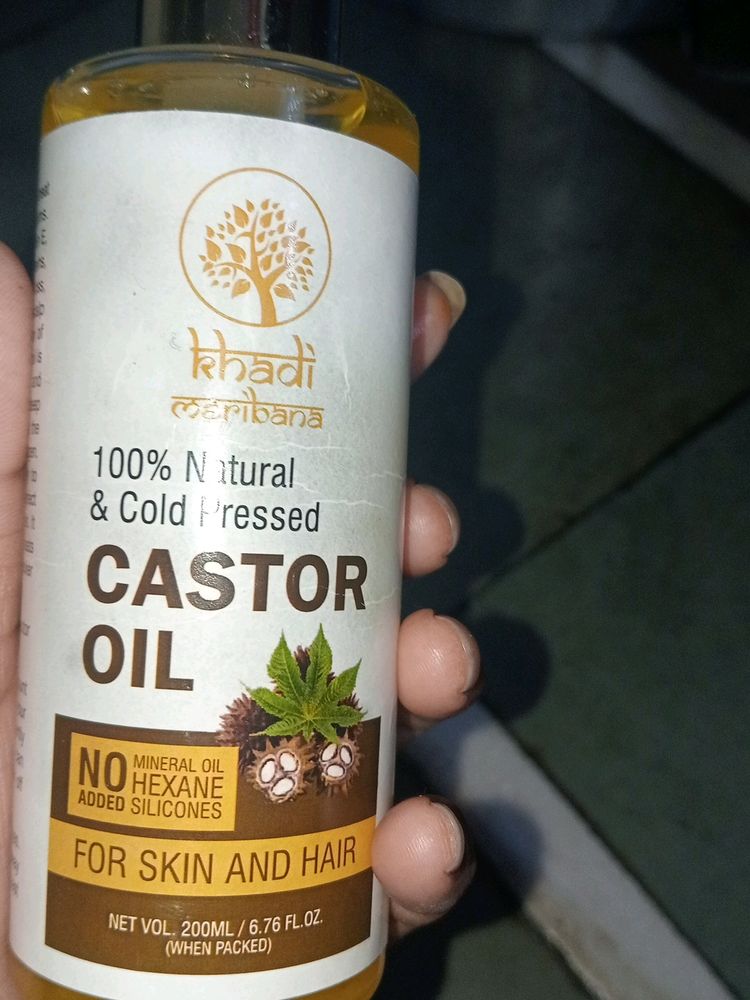 khadi
maribana
100% Natural
& Cold Pressed
CASTOR
OIL
NO
ADDED
MINERAL OIL
HEXANE
SILICONES
FOR SKIN AND HAIR
NET VOL. 200ML / 6.76 FL.OZ.
(WHEN PACKED)